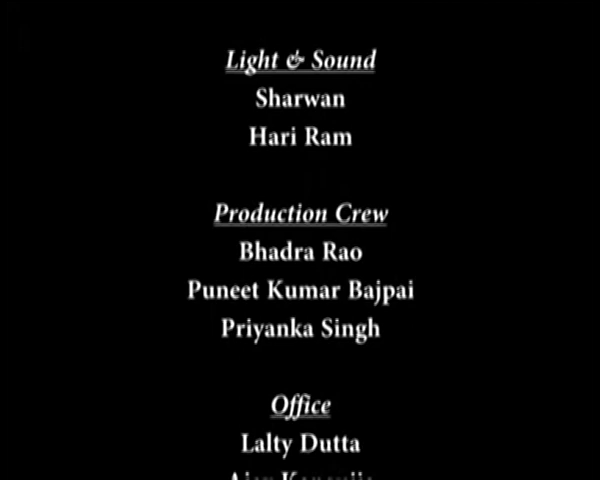 Light & Sound
Sharwan
Hari Ram
Production Crew
Bhadra Rao
Puneet Kumar Bajpai
Priyanka Singh
Office
Lalty Dutta